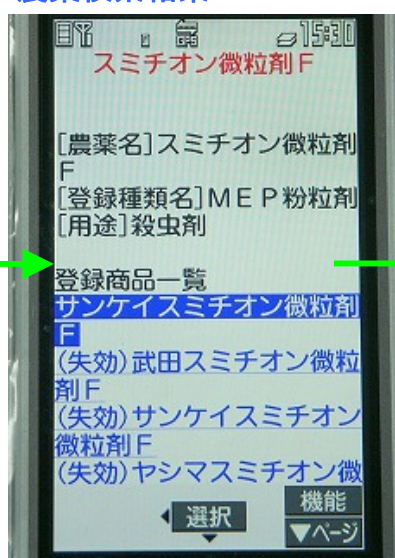 15:30
スミチオン微粒剤F
[農薬名]スミチオン微粒剤
F
[登録種類名]MEP粉粒剤
[用途]殺虫剤
登録商品一覧
サンケイスミチオン微粒剤
F
(失効)武田スミチオン微粒
剤F
(失効)サンケイスミチオン
微粒剤F
(失効)ヤシマスミチオン微
機能
選択
▼ページ